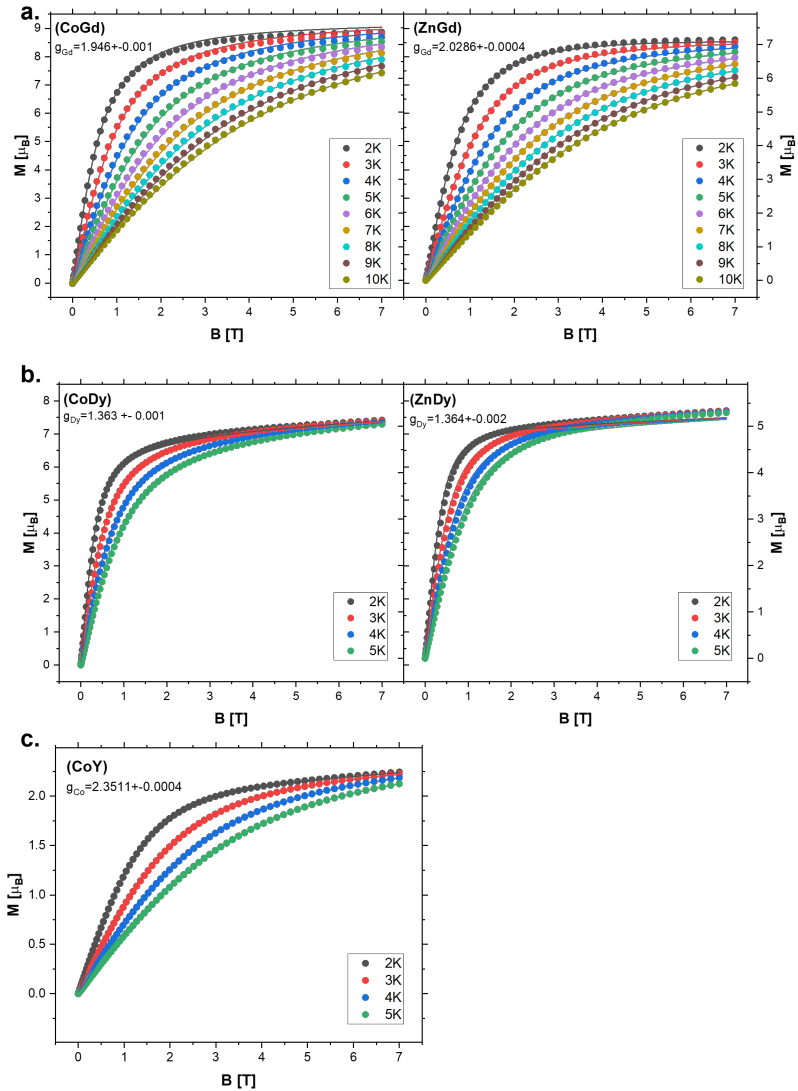 a.
(CoGd)
g_Gd=1.946+-0.001
9
8
7
6
5
4
3
2
1
0
M [μ_B]
2K
3K
4K
5K
6K
7K
8K
9K
10K
0 1 2 3 4 5 6 7
B [T]
(ZnGd)
g_Gd=2.0286+-0.0004
2K
3K
4K
5K
6K
7K
8K
9K
10K
7
6
5
4
3
2
1
0
M [μ_B]
0 1 2 3 4 5 6 7
B [T]
b.
(CoDy)
g_Dy=1.363 +- 0.001
8
7
6
5
4
3
2
1
0
M [μ_B]
2K
3K
4K
5K
0 1 2 3 4 5 6 7
B [T]
(ZnDy)
g_Dy=1.364+-0.002
2K
3K
4K
5K
5
4
3
2
1
0
M [μ_B]
0 1 2 3 4 5 6 7
B [T]
c.
(CoY)
g_Co=2.3511+-0.0004
2.0
1.5
1.0
0.5
0.0
M [μ_B]
2K
3K
4K
5K
0 1 2 3 4 5 6 7
B [T]